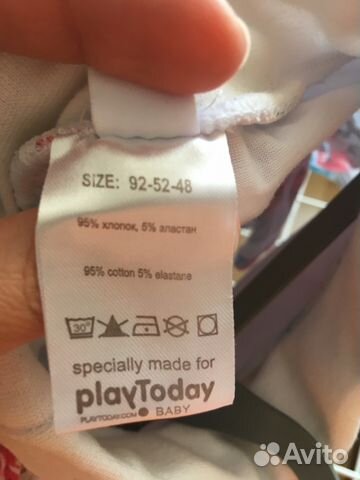 SIZE: 92-52-48
95% хлопок, 5% эластан
95% cotton 5% elastane
30°
specially made for
playToday
PLAYTODAY.COM BABY
Avito